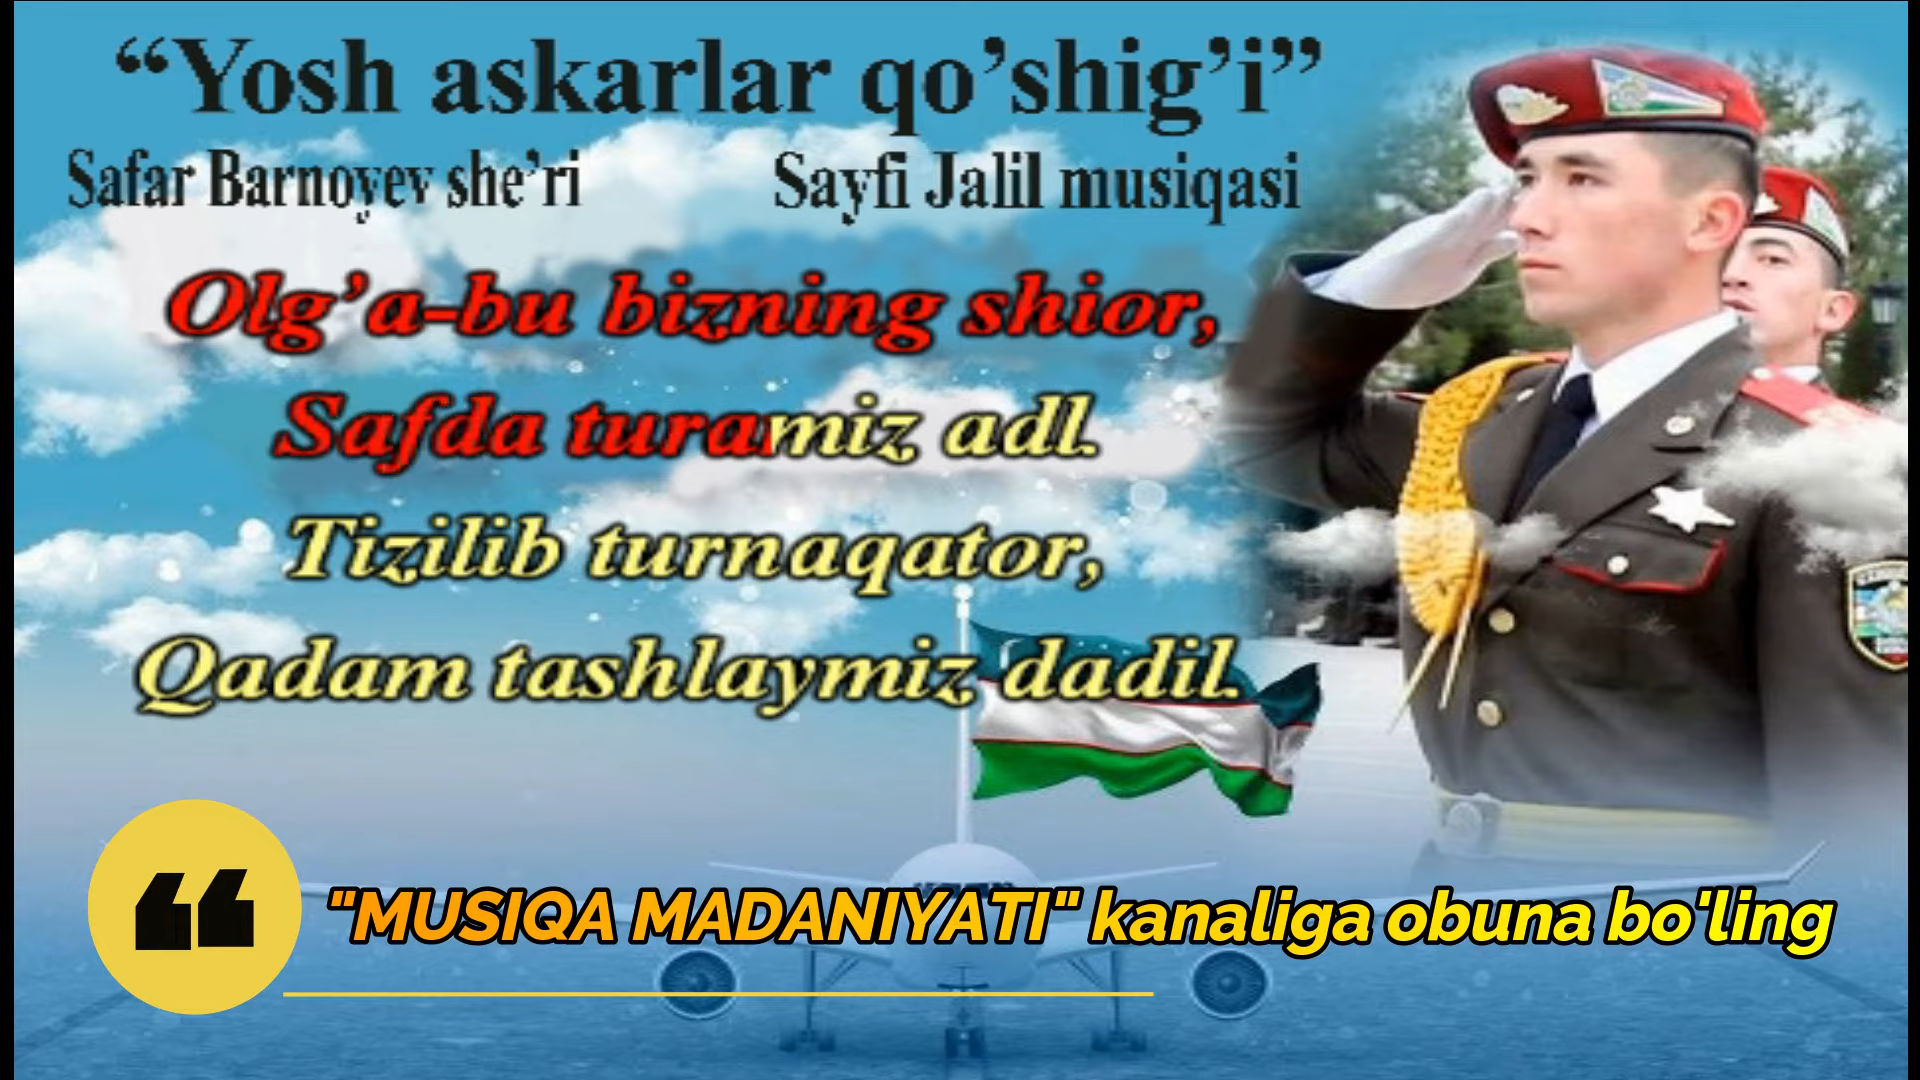 “Yosh askarlar qo’shig’i”
Safar Barnoyev she’ri Sayfi Jalil musiqasi
Olg’a-bu bizning shior,
Safda turamiz adl.
Tizilib turnaqator,
Qadam tashlaymiz dadil.
"MUSIQA MADANIYATI" kanaliga obuna bo'ling